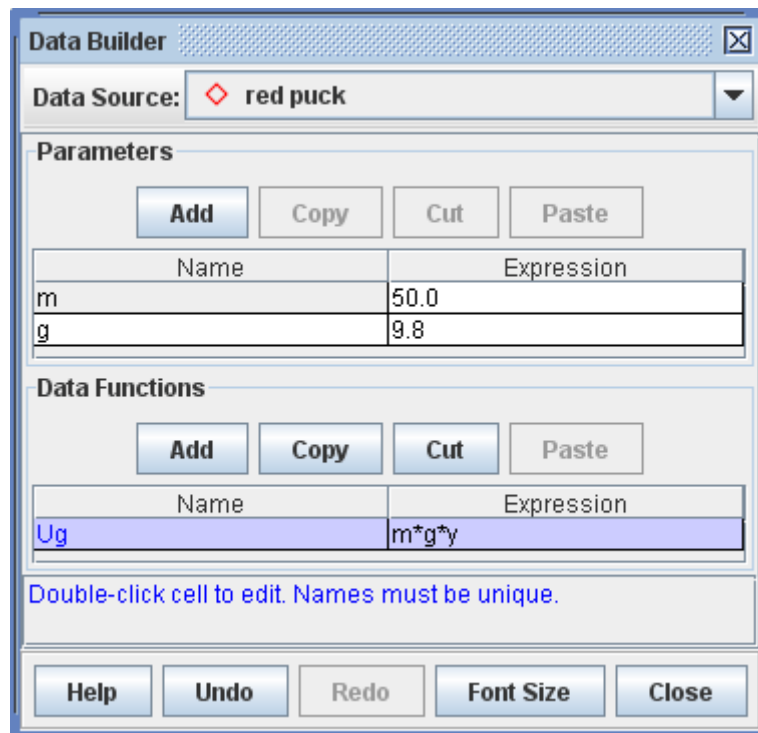 Data Builder
Data Source: red puck
Parameters
Add Copy Cut Paste
Name Expression
m 50.0
g 9.8
Data Functions
Add Copy Cut Paste
Name Expression
Ug m*g*y
Double-click cell to edit. Names must be unique.
Help Undo Redo Font Size Close